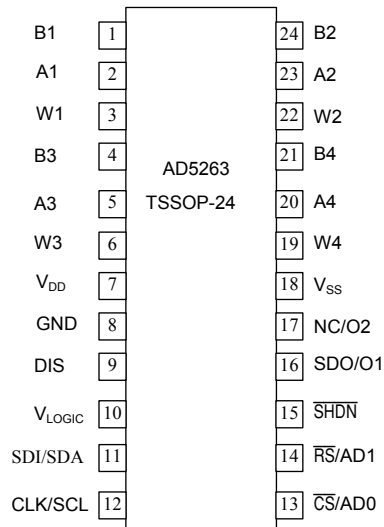 B1 1 24 B2
A1 2 23 A2
W1 3 22 W2
B3 4 21 B4
AD5263
A3 5 TSSOP-24 20 A4
W3 6 19 W4
VDD 7 18 VSS
GND 8 17 NC/O2
DIS 9 16 SDO/O1
VLOGIC 10 15 SHDN
SDI/SDA 11 14 RS/AD1
CLK/SCL 12 13 CS/AD0